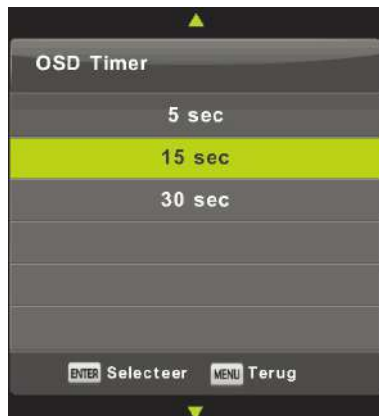 OSD Timer
5 sec
15 sec
30 sec
ENTER Selecteer MENU Terug